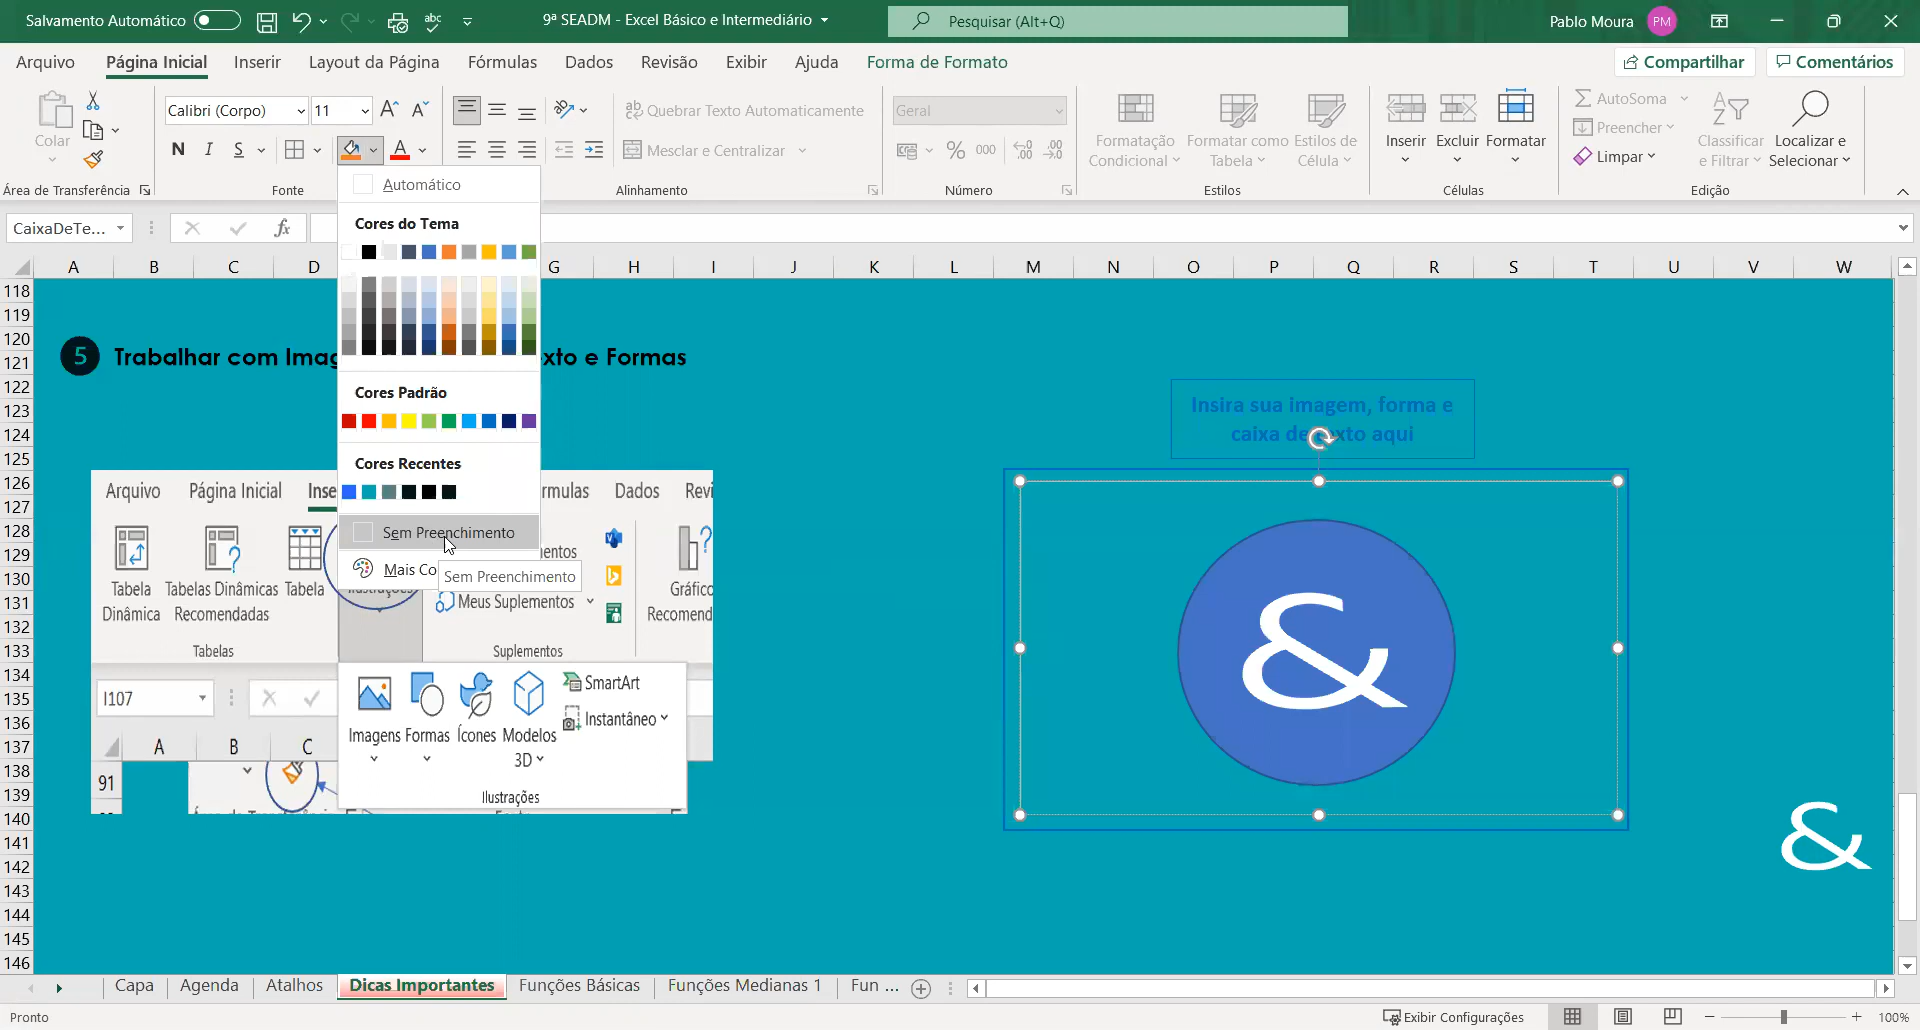 Salvamento Automático
9ª SEADM - Excel Básico e Intermediário
Pesquisar (Alt+Q)
Pablo Moura
PM
Arquivo
Página Inicial
Inserir
Layout da Página
Fórmulas
Dados
Revisão
Exibir
Ajuda
Forma de Formato
Compartilhar
Comentários
Colar
Calibri (Corpo)
11
N I S
Quebrar Texto Automaticamente
Mesclar e Centralizar
Geral
% 000
Formatação
Condicional
Formatar como
Tabela
Estilos de
Célula
Inserir
Excluir
Formatar
AutoSoma
Preencher
Limpar
Classificar
e Filtrar
Localizar e
Selecionar
Área de Transferência
Fonte
Alinhamento
Número
Estilos
Células
Edição
CaixaDeTe...
fx
Automático
Cores do Tema
Cores Padrão
Cores Recentes
Sem Preenchimento
Mais Co
Sem Preenchimento
A B C D G H I J K L M N O P Q R S T U V W
118
119
120
121
122
123
124
125
126
127
128
129
130
131
132
133
134
135
136
137
138
139
140
141
142
143
144
145
146
5 Trabalhar com Imag
xto e Formas
Arquivo Página Inicial Inse
rmulas Dados Revi
Tabela
Dinâmica
Tabelas Dinâmicas
Recomendadas
Tabela
Tabelas
Ilustrações
entos
Meus Suplementos
Suplementos
Gráfico
Recomend
I107
A B C
91
Imagens
Formas
Ícones
Modelos
3D
SmartArt
Instantâneo
Ilustrações
Insira sua imagem, forma e
caixa de texto aqui
&
&
Capa
Agenda
Atalhos
Dicas Importantes
Funções Básicas
Funções Medianas 1
Fun ...
Pronto
Exibir Configurações
100%